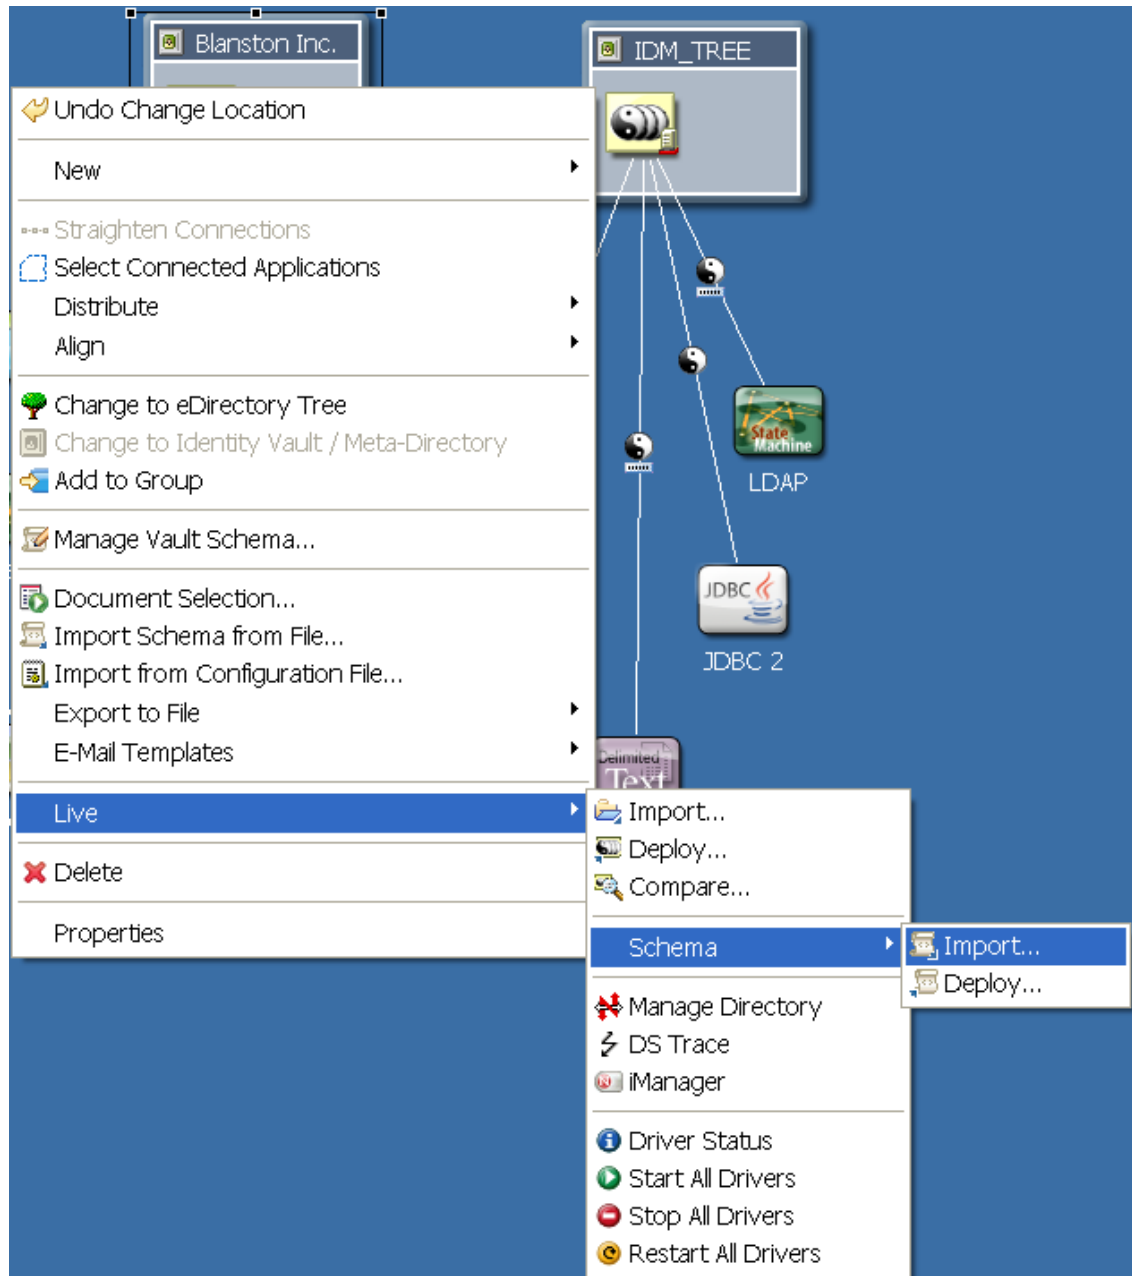 Blanston Inc.
IDM_TREE
Undo Change Location
New
Straighten Connections
Select Connected Applications
Distribute
Align
Change to eDirectory Tree
Change to Identity Vault / Meta-Directory
Add to Group
Manage Vault Schema...
Document Selection...
Import Schema from File...
Import from Configuration File...
Export to File
E-Mail Templates
Live
Delete
Properties
State
Machine
LDAP
JDBC
JDBC 2
Delimited
Text
Import...
Deploy...
Compare...
Schema
Manage Directory
DS Trace
iManager
Driver Status
Start All Drivers
Stop All Drivers
Restart All Drivers
Import...
Deploy...